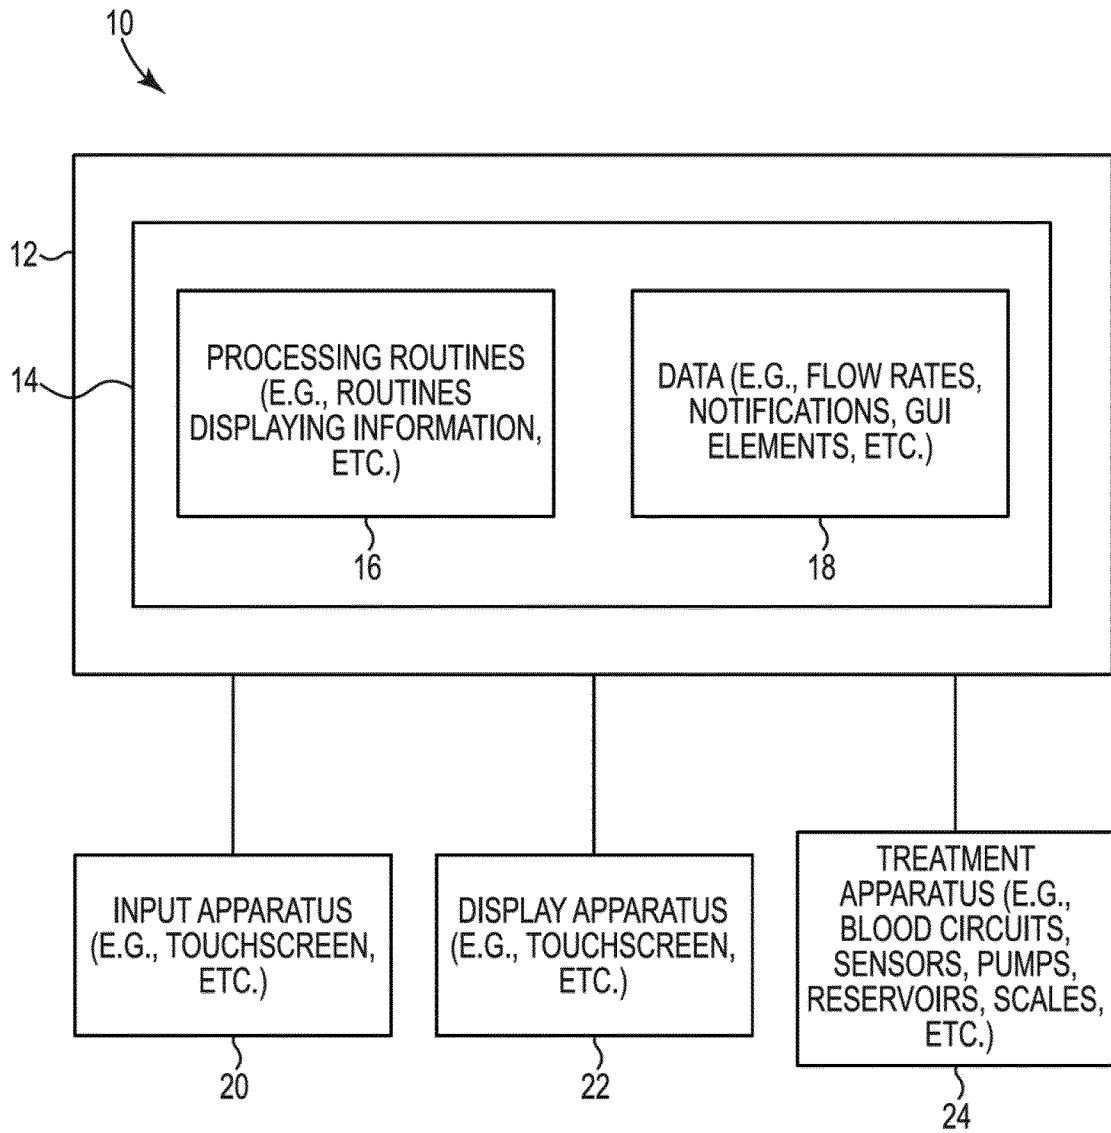 10
12
14
PROCESSING ROUTINES
(E.G., ROUTINES
DISPLAYING INFORMATION,
ETC.)
16
DATA (E.G., FLOW RATES,
NOTIFICATIONS, GUI
ELEMENTS, ETC.)
18
INPUT APPARATUS
(E.G., TOUCHSCREEN,
ETC.)
20
DISPLAY APPARATUS
(E.G., TOUCHSCREEN,
ETC.)
22
TREATMENT
APPARATUS (E.G.,
BLOOD CIRCUITS,
SENSORS, PUMPS,
RESERVOIRS, SCALES,
ETC.)
24